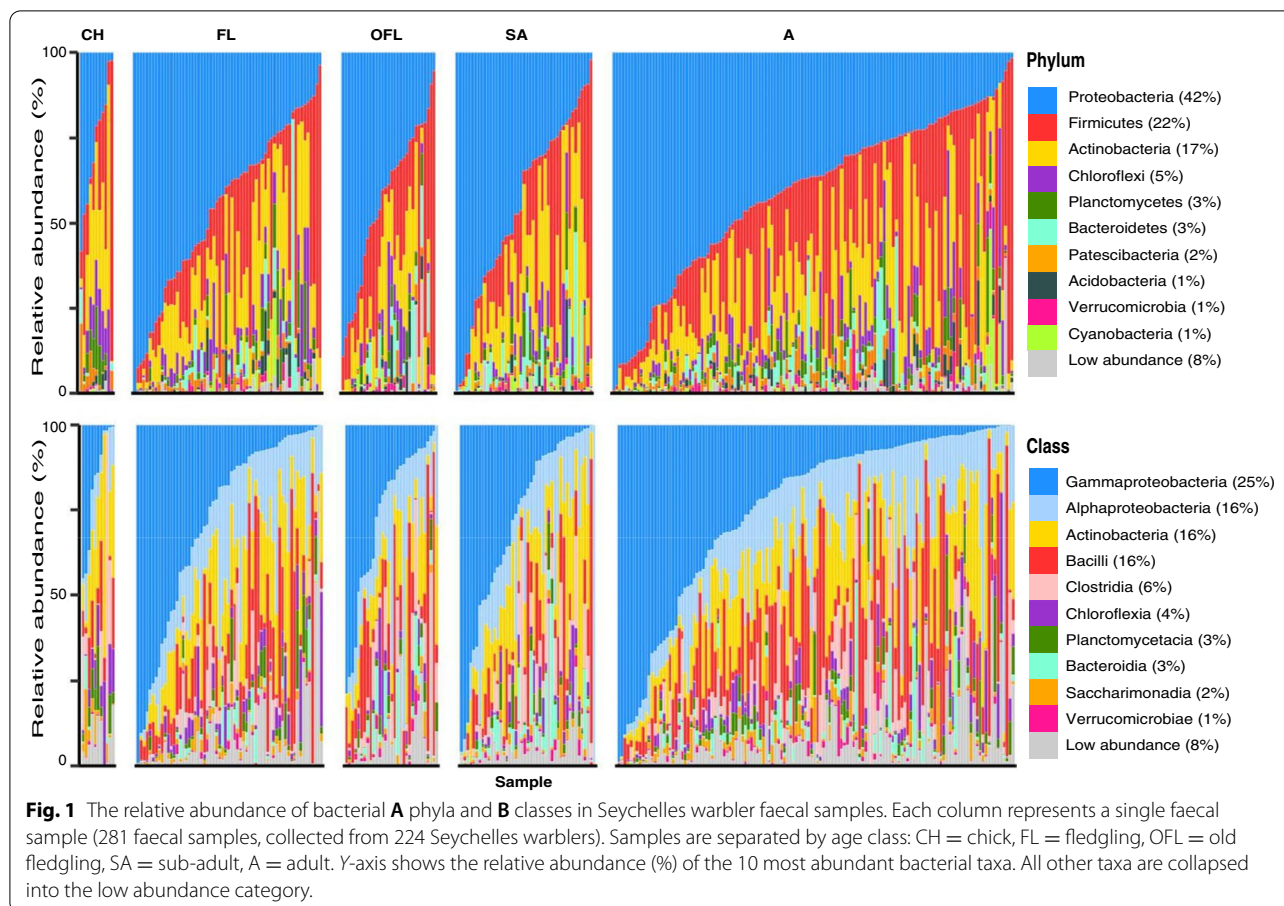 CH FL OFL SA A
100
50
0
Relative abundance (%)
Phylum
Proteobacteria (42%)
Firmicutes (22%)
Actinobacteria (17%)
Chloroflexi (5%)
Planctomycetes (3%)
Bacteroidetes (3%)
Patescibacteria (2%)
Acidobacteria (1%)
Verrucomicrobia (1%)
Cyanobacteria (1%)
Low abundance (8%)
100
50
0
Relative abundance (%)
Class
Gammaproteobacteria (25%)
Alphaproteobacteria (16%)
Actinobacteria (16%)
Bacilli (16%)
Clostridia (6%)
Chloroflexia (4%)
Planctomycetacia (3%)
Bacteroidia (3%)
Saccharimonadia (2%)
Verrucomicrobiae (1%)
Low abundance (8%)
Sample
Fig. 1 The relative abundance of bacterial A phyla and B classes in Seychelles warbler faecal samples. Each column represents a single faecal
sample (281 faecal samples, collected from 224 Seychelles warblers). Samples are separated by age class: CH = chick, FL = fledgling, OFL = old
fledgling, SA = sub-adult, A = adult. Y-axis shows the relative abundance (%) of the 10 most abundant bacterial taxa. All other taxa are collapsed
into the low abundance category.